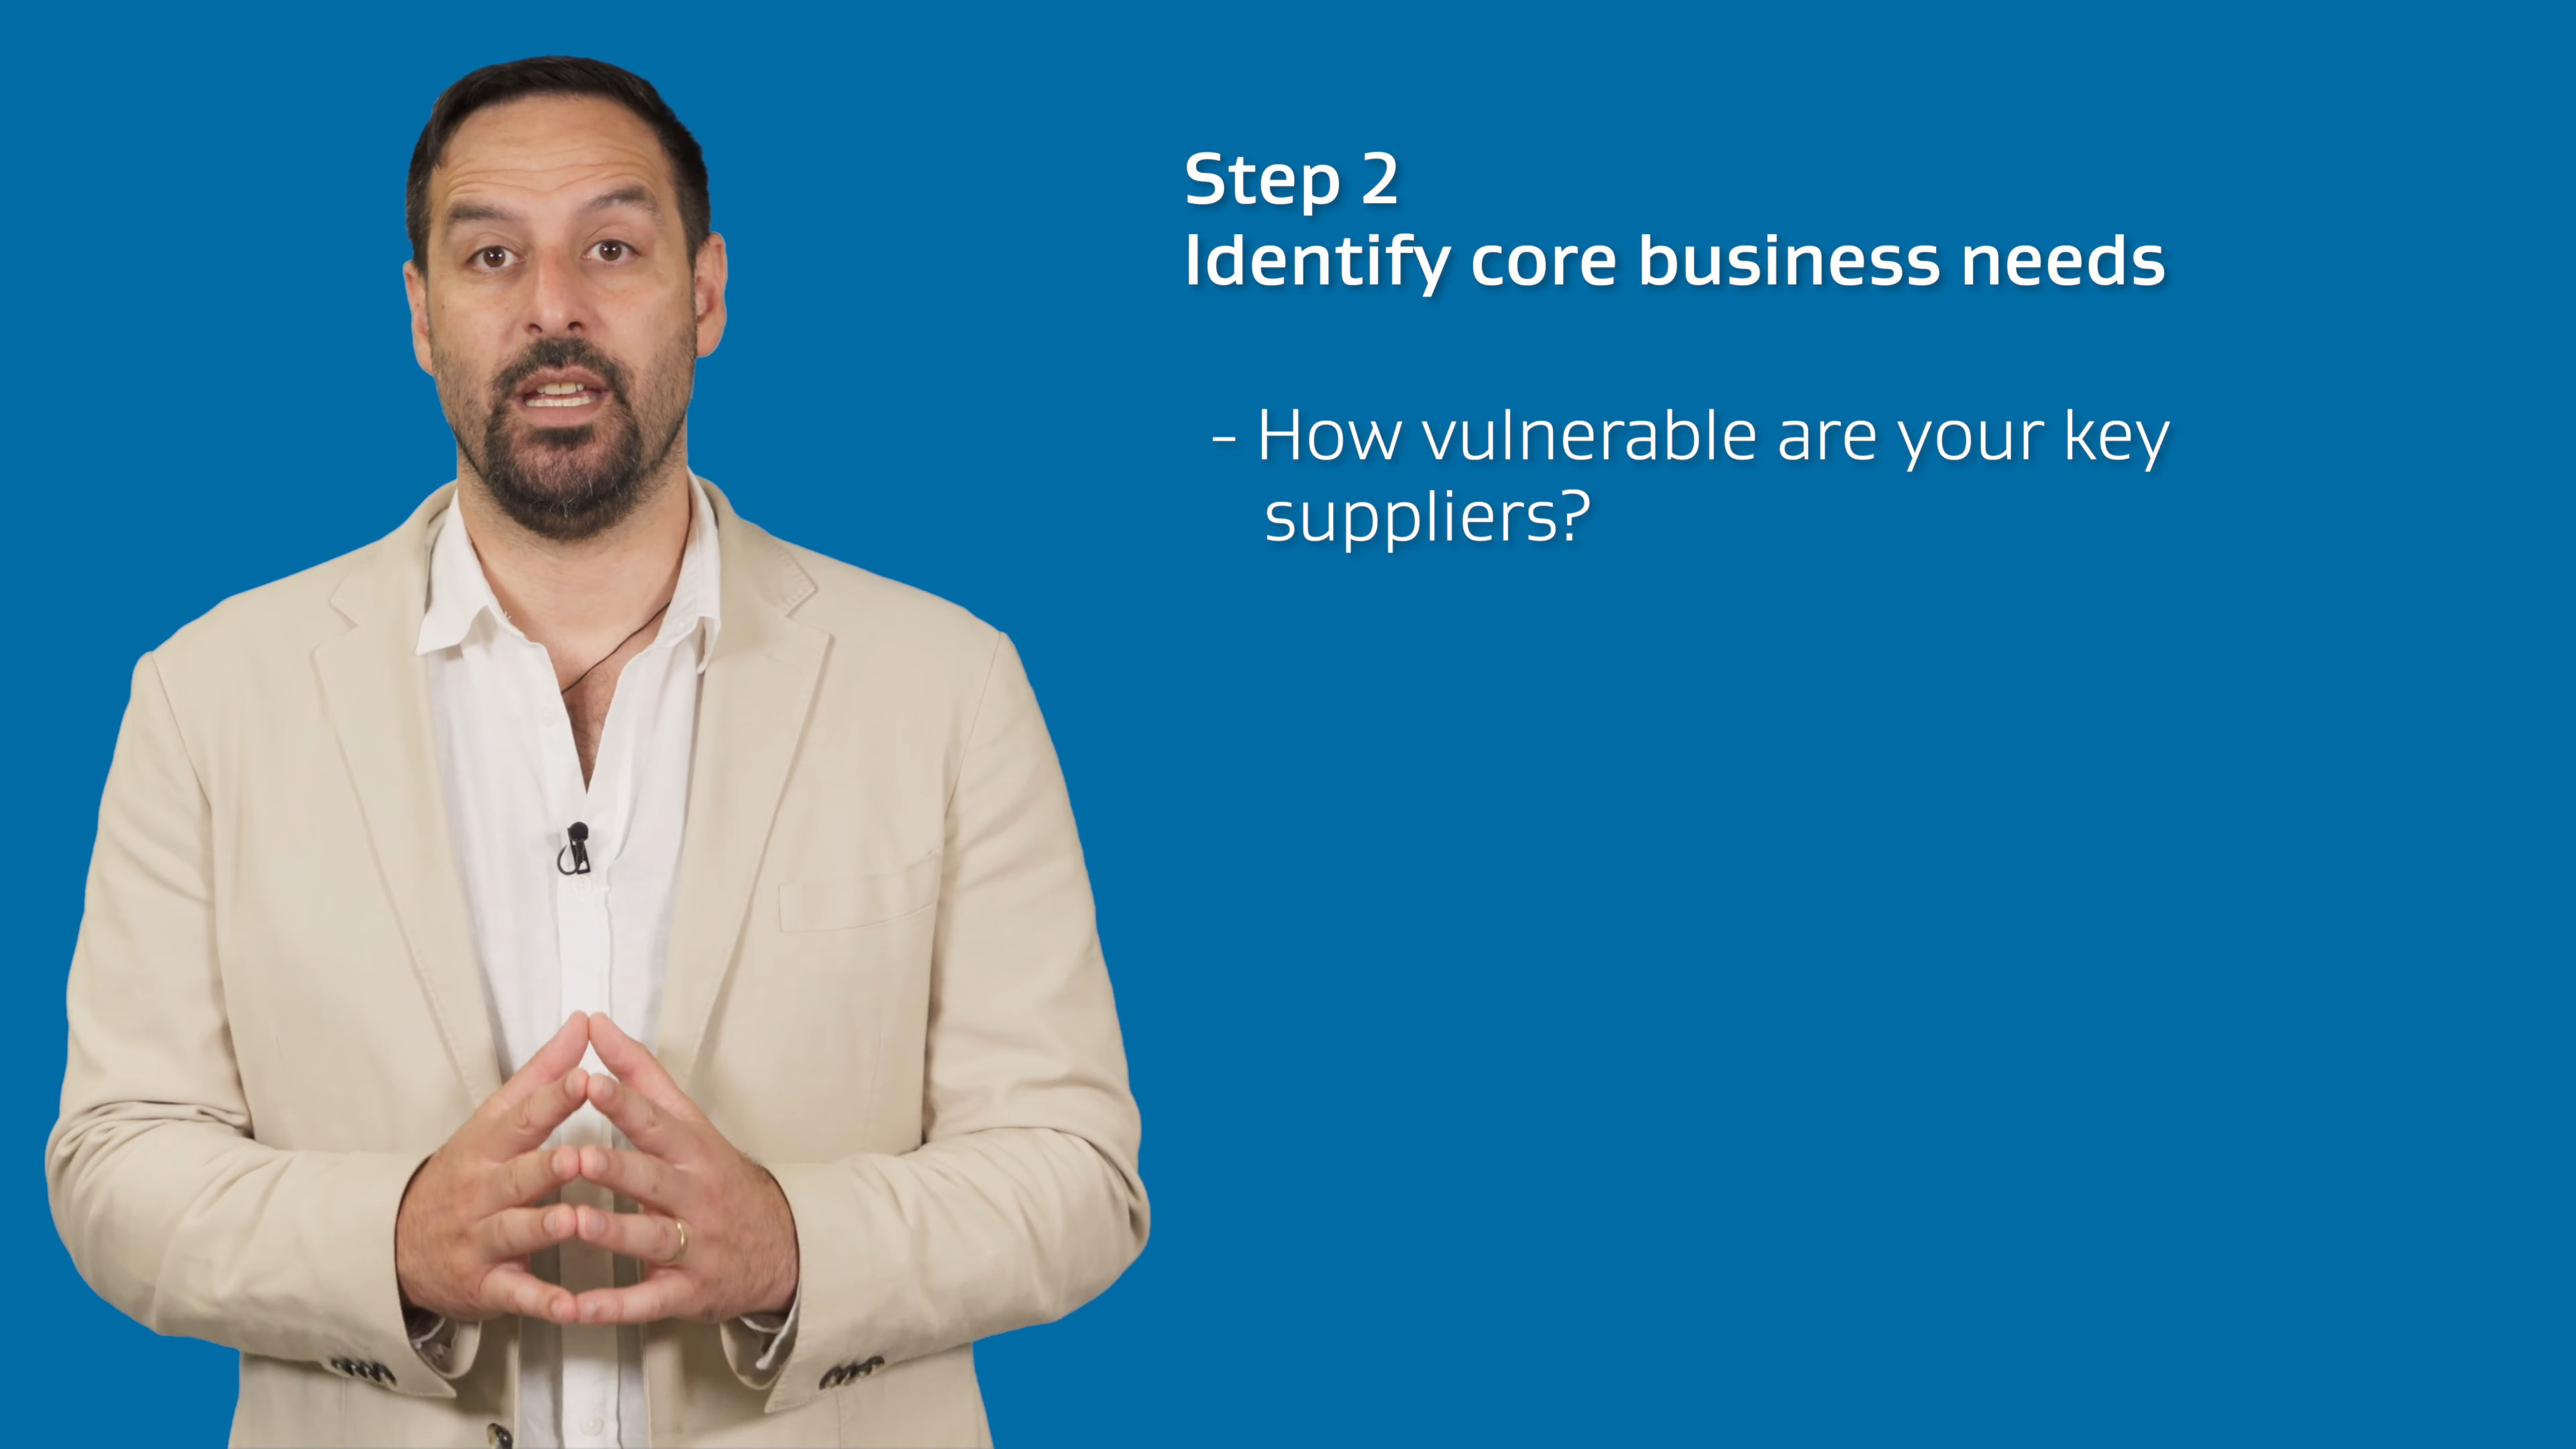 Step 2
Identify core business needs
- How vulnerable are your key
suppliers?